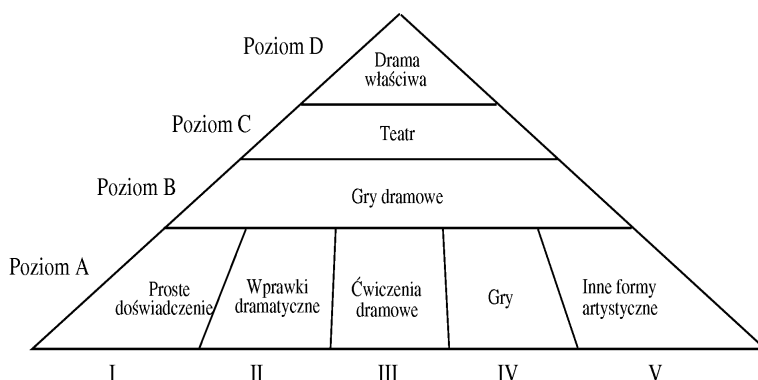 Poziom D
Drama
właściwa
Poziom C
Teatr
Poziom B
Gry dramowe
Poziom A
Proste
doświadczenie
Wprawki
dramatyczne
Ćwiczenia
dramowe
Gry
Inne formy
artystyczne
I II III IV V